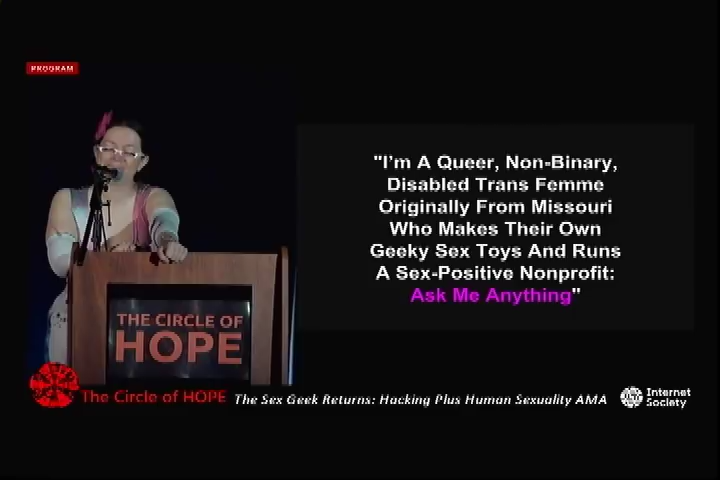 PROGRAM
"I'm A Queer, Non-Binary,
Disabled Trans Femme
Originally From Missouri
Who Makes Their Own
Geeky Sex Toys And Runs
A Sex-Positive Nonprofit:
Ask Me Anything"
THE CIRCLE OF
HOPE
The Circle of HOPE
The Sex Geek Returns: Hacking Plus Human Sexuality AMA
Internet
Society